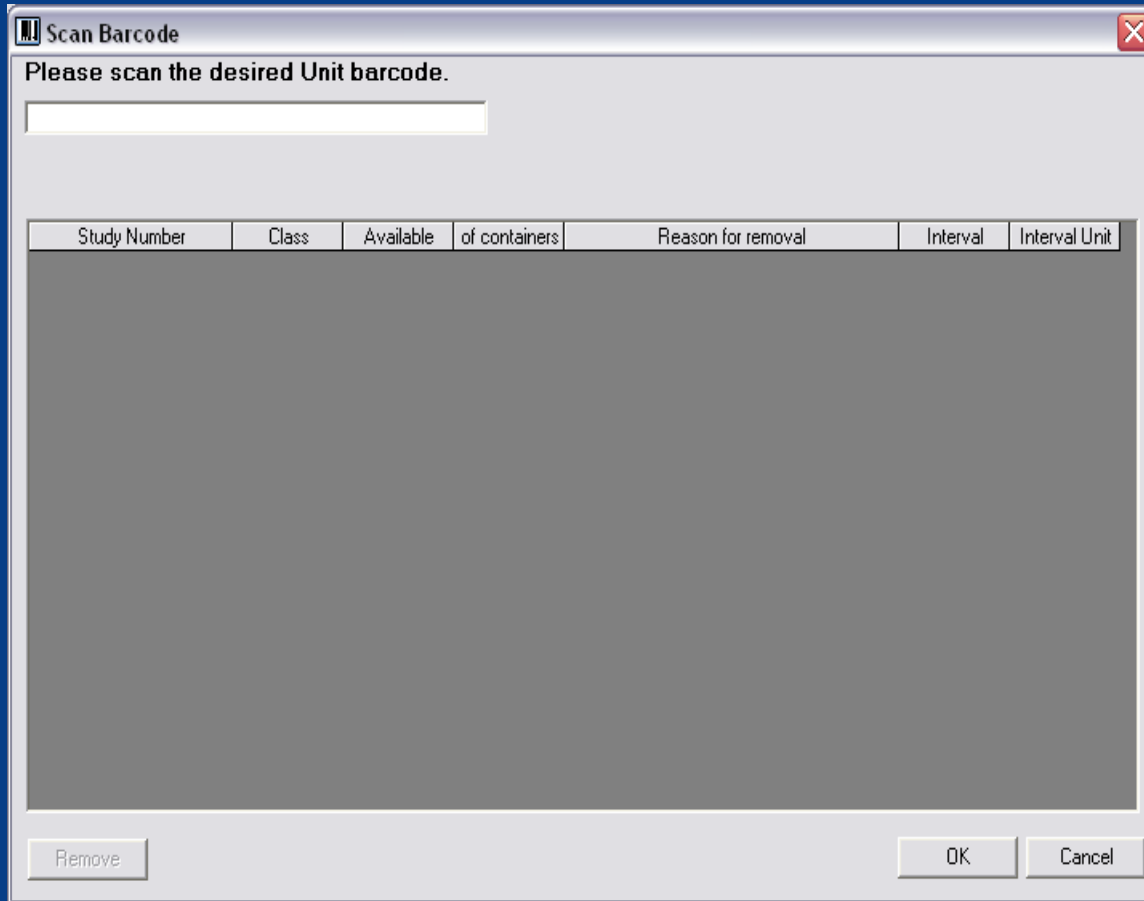 Scan Barcode
Please scan the desired Unit barcode.
Study Number Class Available of containers Reason for removal Interval Interval Unit
Remove OK Cancel